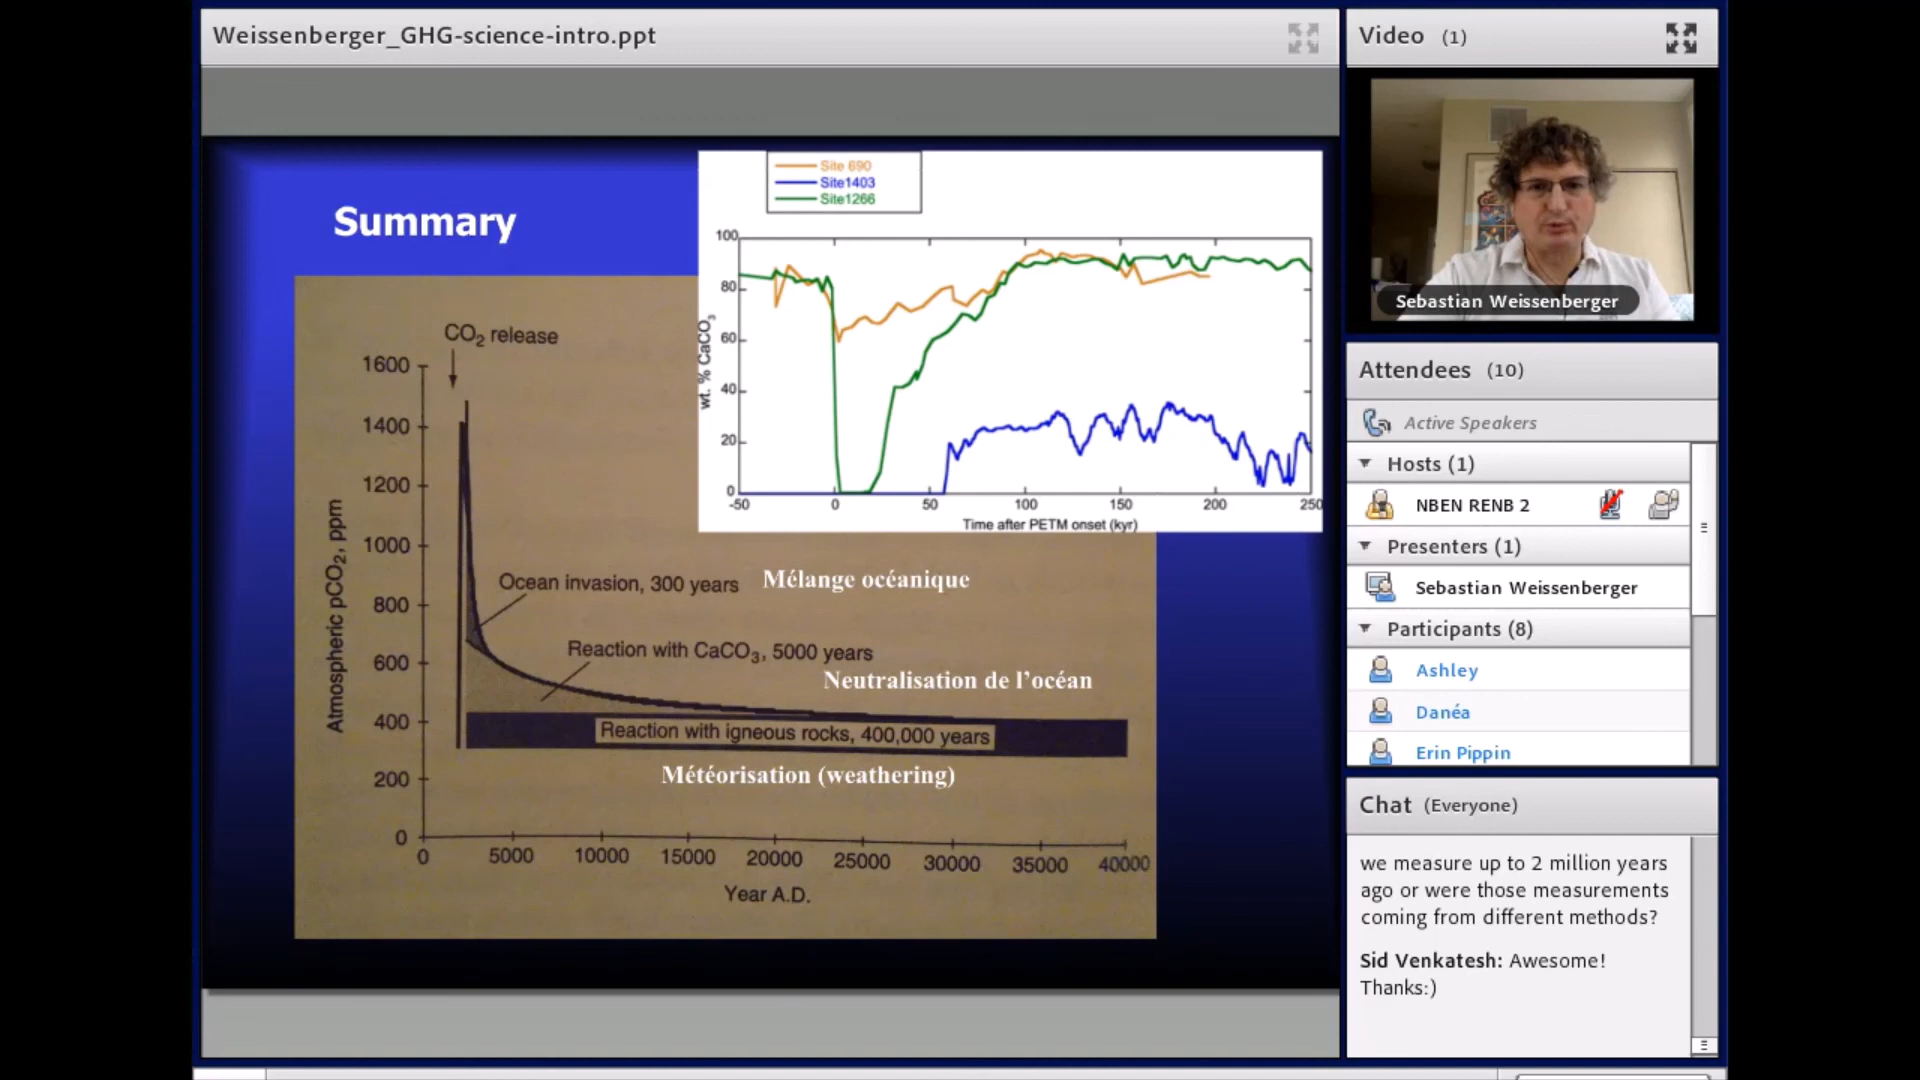 Weissenberger_GHG-science-intro.ppt
Summary
Site 690
Site1403
Site1266
100
80
60
40
20
0
wt. % CaCO3
-50 0 50 100 150 200 250
Time after PETM onset (kyr)
CO2 release
1600
1400
1200
1000
800
600
400
200
0
Atmospheric pCO2, ppm
Ocean invasion, 300 years
Mélange océanique
Reaction with CaCO3, 5000 years
Neutralisation de l’océan
Reaction with igneous rocks, 400,000 years
Météorisation (weathering)
0 5000 10000 15000 20000 25000 30000 35000 40000
Year A.D.
Video (1)
Sebastian Weissenberger
Attendees (10)
Active Speakers
Hosts (1)
NBEN RENB 2
Presenters (1)
Sebastian Weissenberger
Participants (8)
Ashley
Danéa
Erin Pippin
Chat (Everyone)
we measure up to 2 million years
ago or were those measurements
coming from different methods?
Sid Venkatesh: Awesome!
Thanks:)